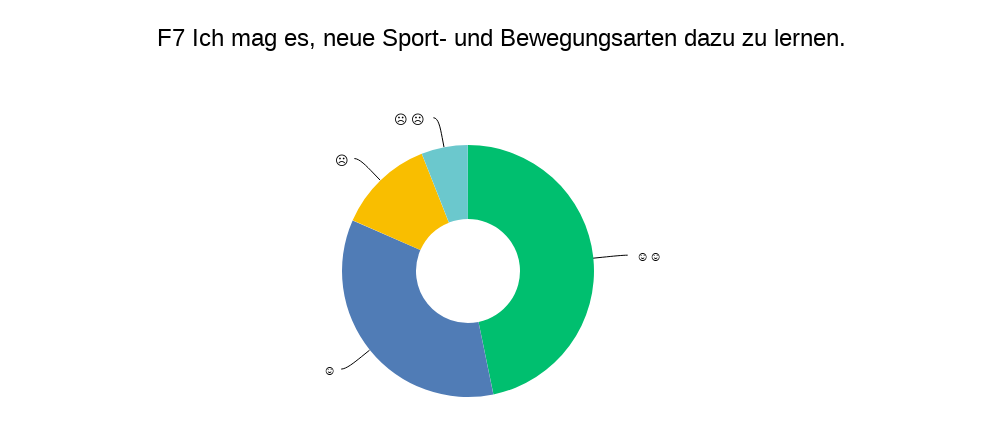 F7 Ich mag es, neue Sport- und Bewegungsarten dazu zu lernen.
☹ ☹
☹
☺☺
☺